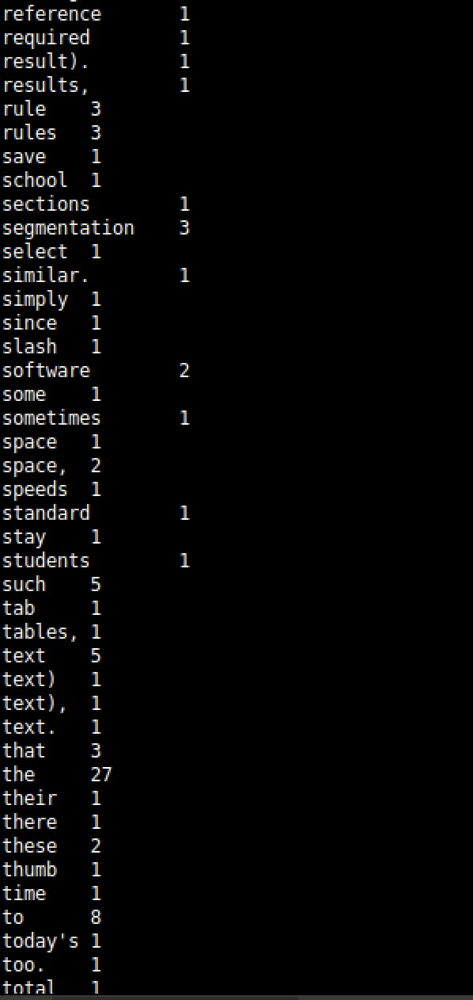 reference 1
required 1
result). 1
results, 1
rule 3
rules 3
save 1
school 1
sections 1
segmentation 3
select 1
similar. 1
simply 1
since 1
slash 1
software 2
some 1
sometimes 1
space 1
space, 2
speeds 1
standard 1
stay 1
students 1
such 5
tab 1
tables, 1
text 5
text) 1
text), 1
text. 1
that 3
the 27
their 1
there 1
these 2
thumb 1
time 1
to 8
today's 1
too. 1
total 1